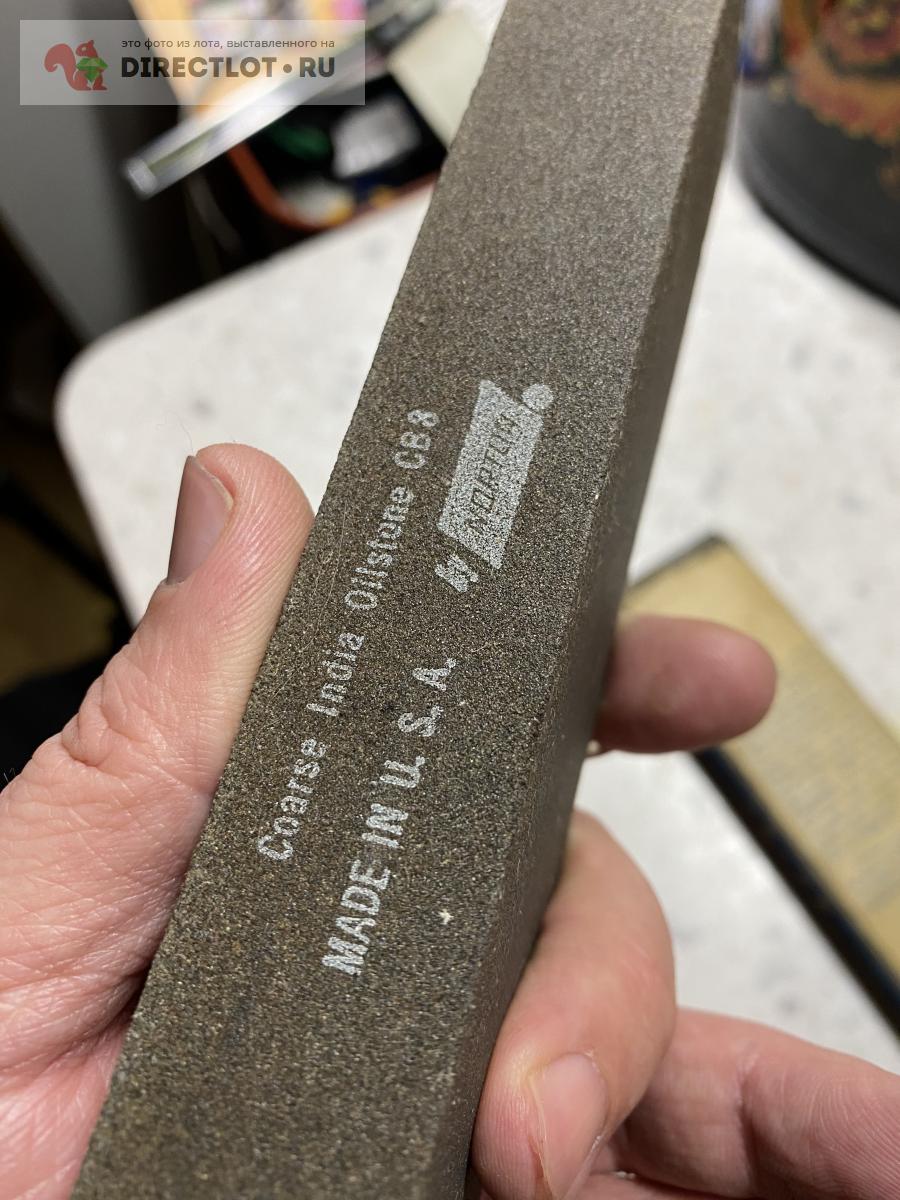 это фото из лота, выставленного на
DIRECTLOT•RU
NORTON
Coarse India Oilstone CB8
MADE IN U.S.A.